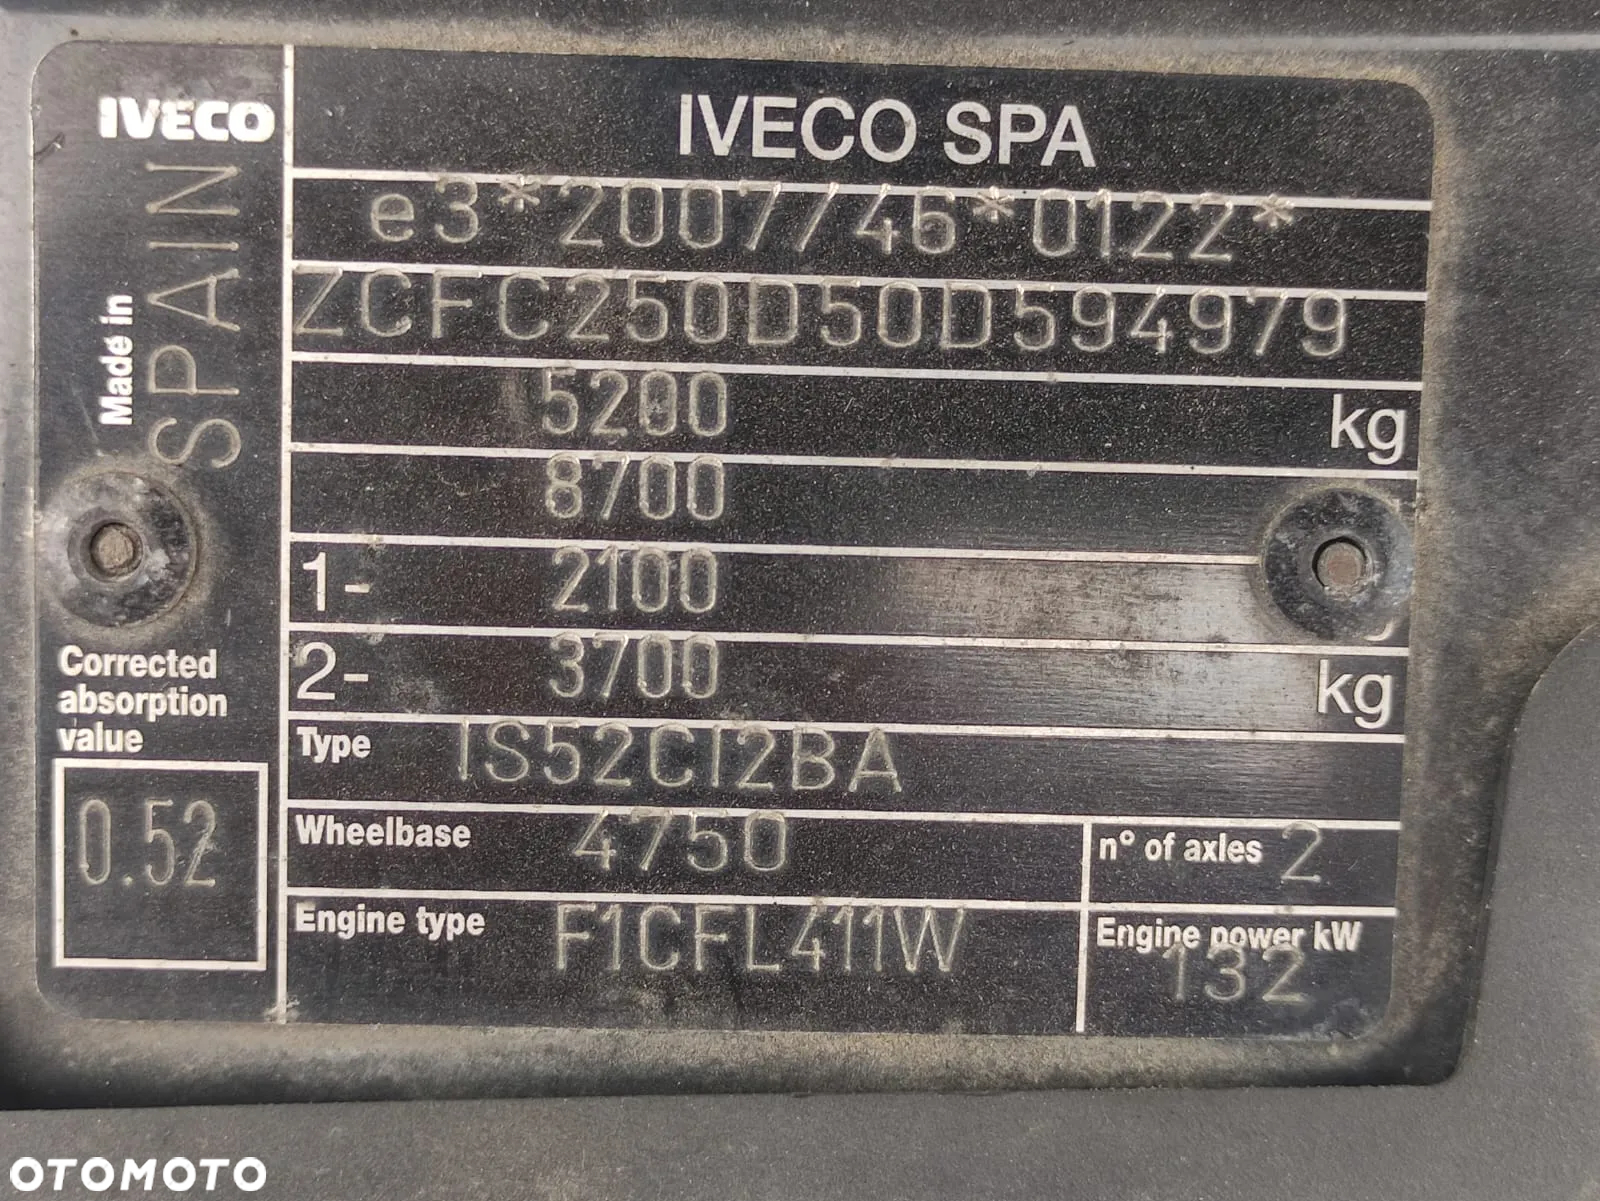 IVECO
Made in
SPAIN
Corrected
absorption
value
0.52
IVECO SPA
e3*2007/46*0122*
ZCFC250D50D594979
5200 kg
8700
1- 2100
2- 3700 kg
Type IS52CI2BA
Wheelbase 4750
n° of axles 2
Engine type F1CFL411W
Engine power kW
132
OTOMOTO